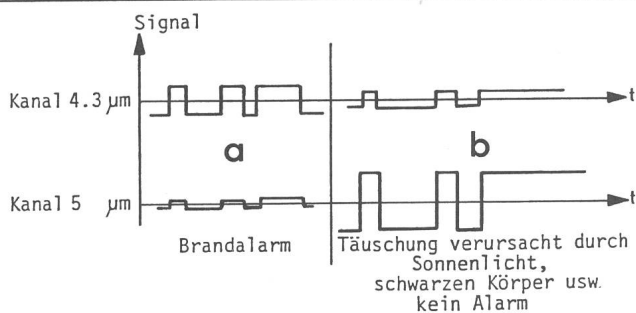 Signal
Kanal 4.3 µm
t
a
b
Kanal 5 µm
t
Brandalarm
Täuschung verursacht durch
Sonnenlicht,
schwarzen Körper usw.
kein Alarm